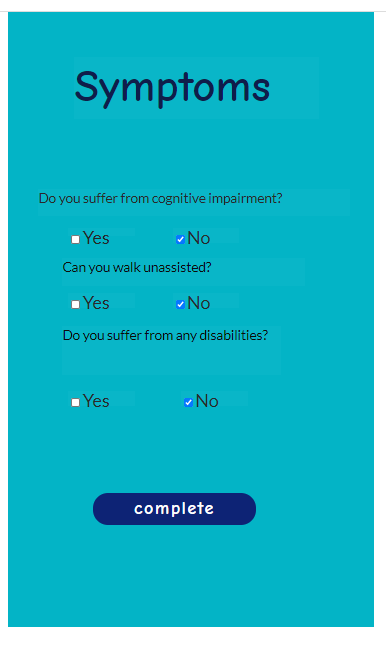 Symptoms
Do you suffer from cognitive impairment?
Yes No
Can you walk unassisted?
Yes No
Do you suffer from any disabilities?
Yes No
complete